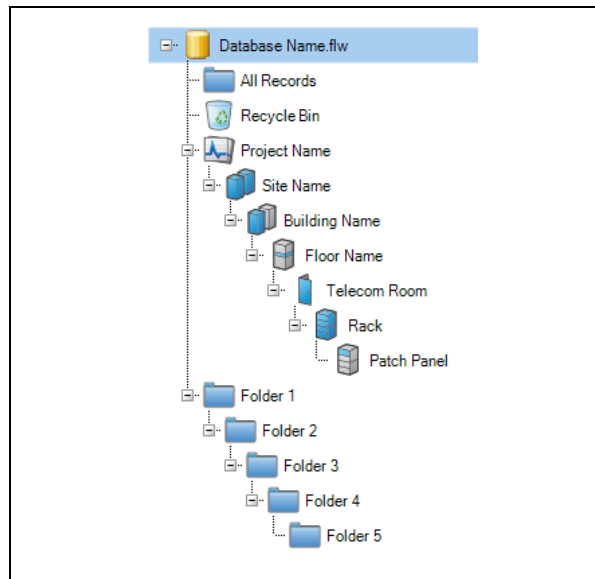 Database Name.flw
All Records
Recycle Bin
Project Name
Site Name
Building Name
Floor Name
Telecom Room
Rack
Patch Panel
Folder 1
Folder 2
Folder 3
Folder 4
Folder 5